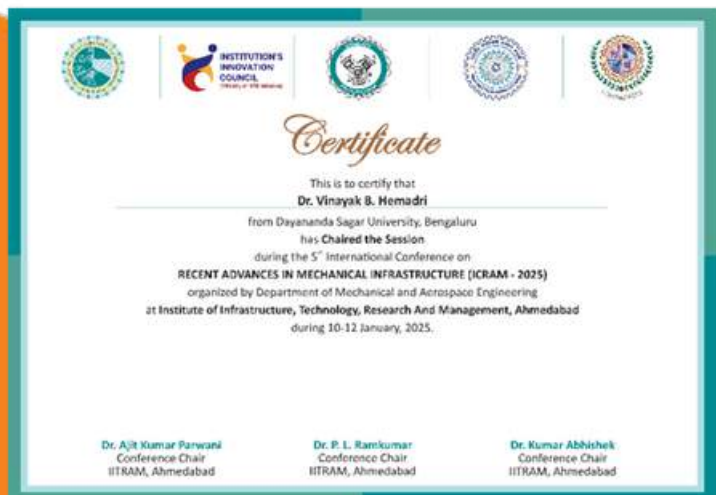 INSTITUTION'S
INNOVATION
COUNCIL
Certificate
This is to certify that
Dr. Vinayak B. Hemadri
from Dayananda Sagar University, Bengaluru
has Chaired the Session
during the 5th International Conference on
RECENT ADVANCES IN MECHANICAL INFRASTRUCTURE (ICRAM - 2025)
organized by Department of Mechanical and Aerospace Engineering
at Institute of Infrastructure, Technology, Research And Management, Ahmedabad
during 10-12 January, 2025.
Dr. Ajit Kumar Parwani
Conference Chair
IITRAM, Ahmedabad
Dr. P. L. Ramkumar
Conference Chair
IITRAM, Ahmedabad
Dr. Kumar Abhishek
Conference Chair
IITRAM, Ahmedabad